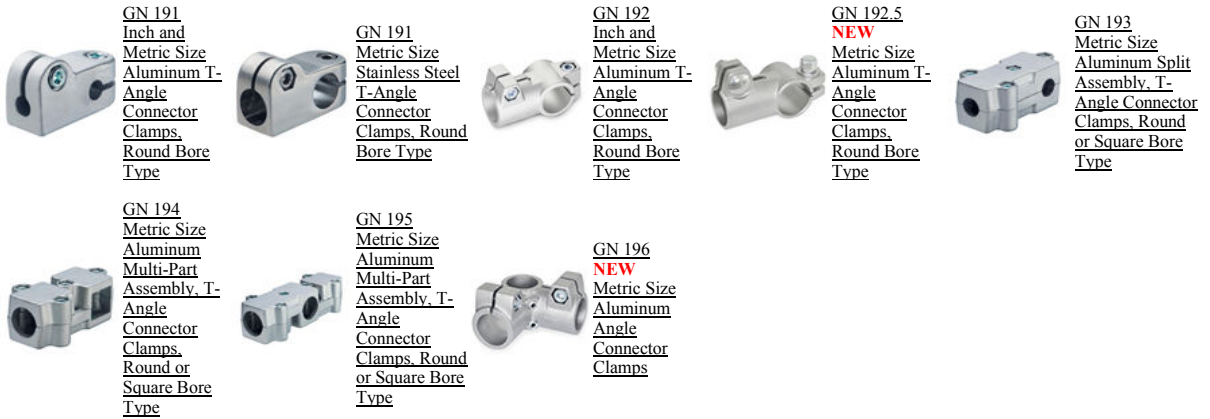 GN 191
Inch and
Metric Size
Aluminum T-
Angle
Connector
Clamps,
Round Bore
Type
GN 191
Metric Size
Stainless Steel
T-Angle
Connector
Clamps, Round
Bore Type
GN 192
Inch and
Metric Size
Aluminum T-
Angle
Connector
Clamps,
Round Bore
Type
GN 192.5
NEW
Metric Size
Aluminum T-
Angle
Connector
Clamps,
Round Bore
Type
GN 193
Metric Size
Aluminum Split
Assembly, T-
Angle Connector
Clamps, Round
or Square Bore
Type
GN 194
Metric Size
Aluminum
Multi-Part
Assembly, T-
Angle
Connector
Clamps,
Round or
Square Bore
Type
GN 195
Metric Size
Aluminum
Multi-Part
Assembly, T-
Angle
Connector
Clamps, Round
or Square Bore
Type
GN 196
NEW
Metric Size
Aluminum
Angle
Connector
Clamps